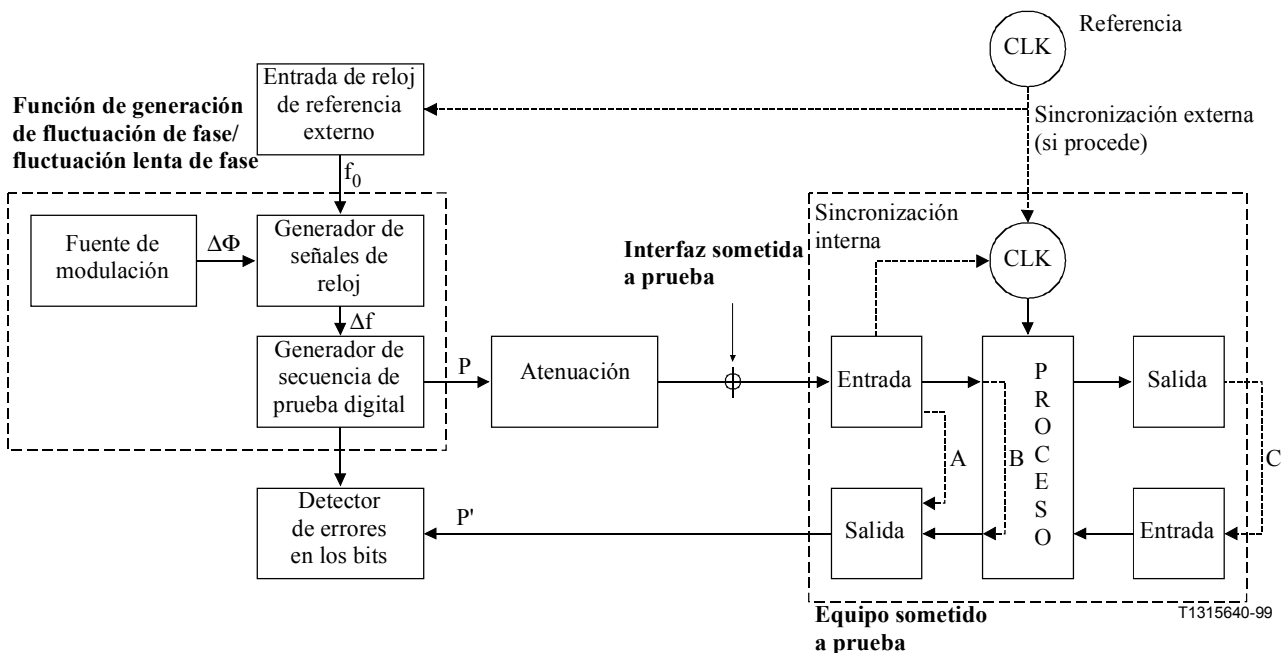 CLK
Referencia
Entrada de reloj
de referencia
externo
Función de generación
de fluctuación de fase/
fluctuación lenta de fase
Sincronización externa
(si procede)
f0
Fuente de
modulación
ΔΦ
Generador de
señales de
reloj
Δf
Generador de
secuencia de
prueba digital
P
Atenuación
Interfaz sometida
a prueba
Sincronización
interna
CLK
Entrada
P
R
O
C
E
S
O
Salida
A
B
C
Detector
de errores
en los bits
P'
Salida
Entrada
Equipo sometido
a prueba
T1315640-99